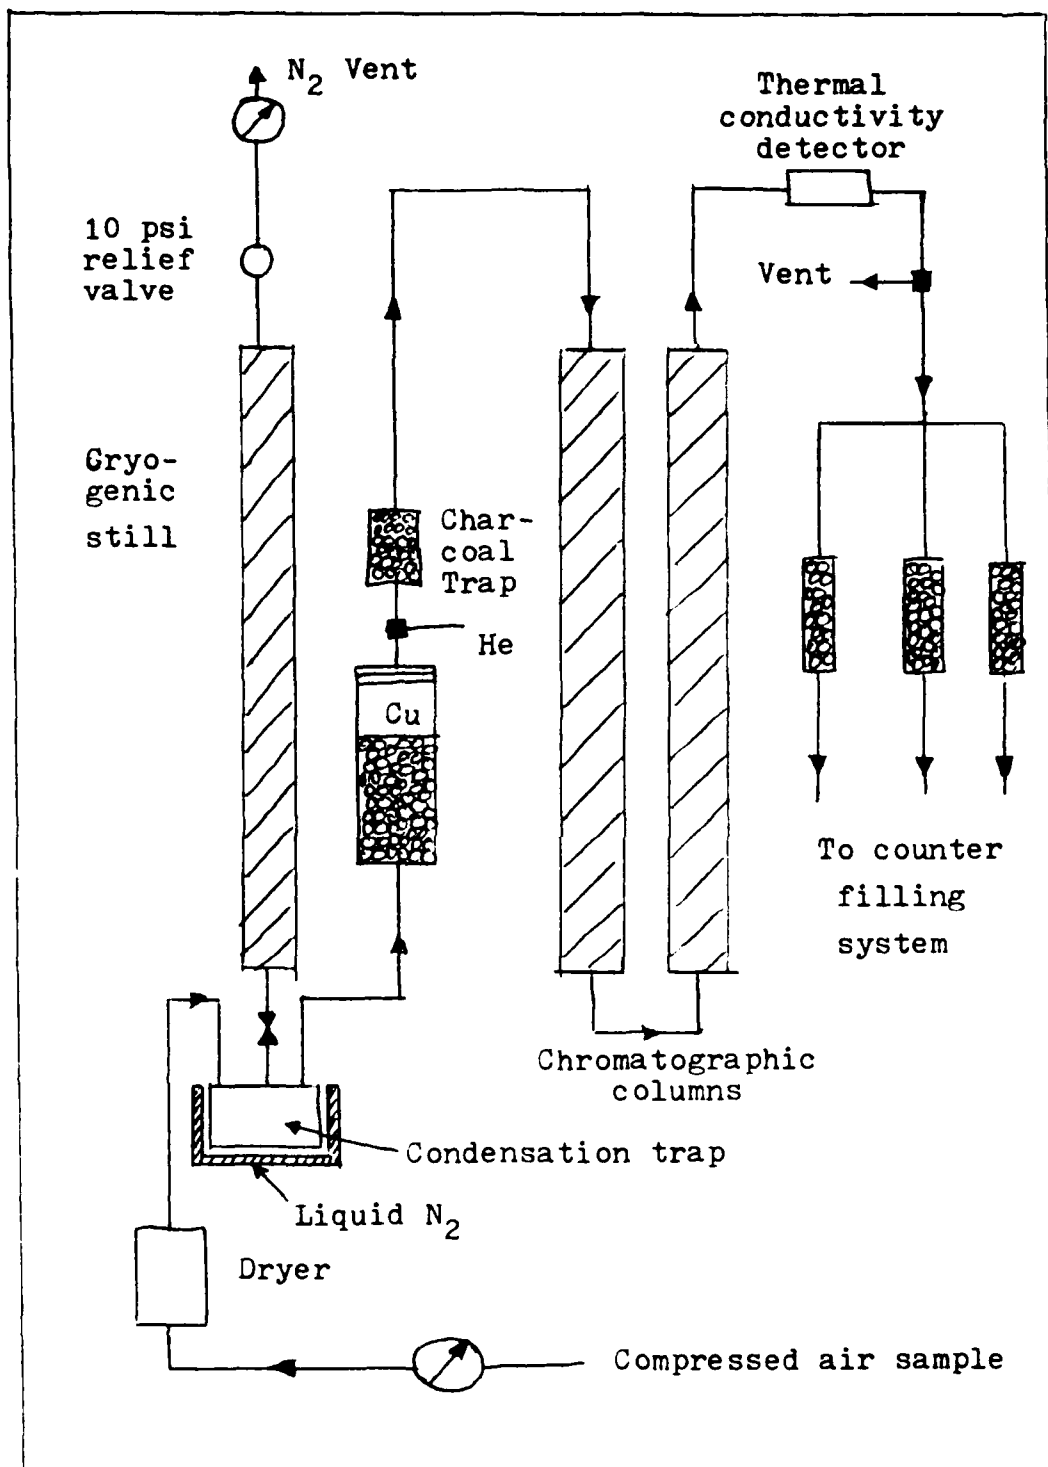 N₂ Vent
Thermal
conductivity
detector
10 psi
relief
valve
Vent
Gryo-
genic
still
Char-
coal
Trap
He
Cu
To counter
filling
system
Chromatographic
columns
Condensation trap
Liquid N₂
Dryer
Compressed air sample